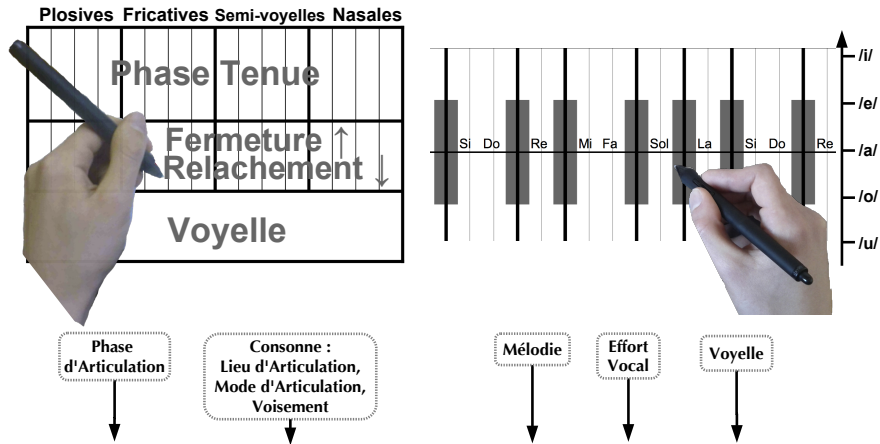 Plosives Fricatives Semi-voyelles Nasales
Phase Tenue
Fermeture ↑
Relachement ↓
Voyelle
/i/
/e/
Si Do Re Mi Fa Sol La Si Do Re
/a/
/o/
/u/
Phase
d'Articulation
Consonne :
Lieu d'Articulation,
Mode d'Articulation,
Voisement
Mélodie
Effort
Vocal
Voyelle